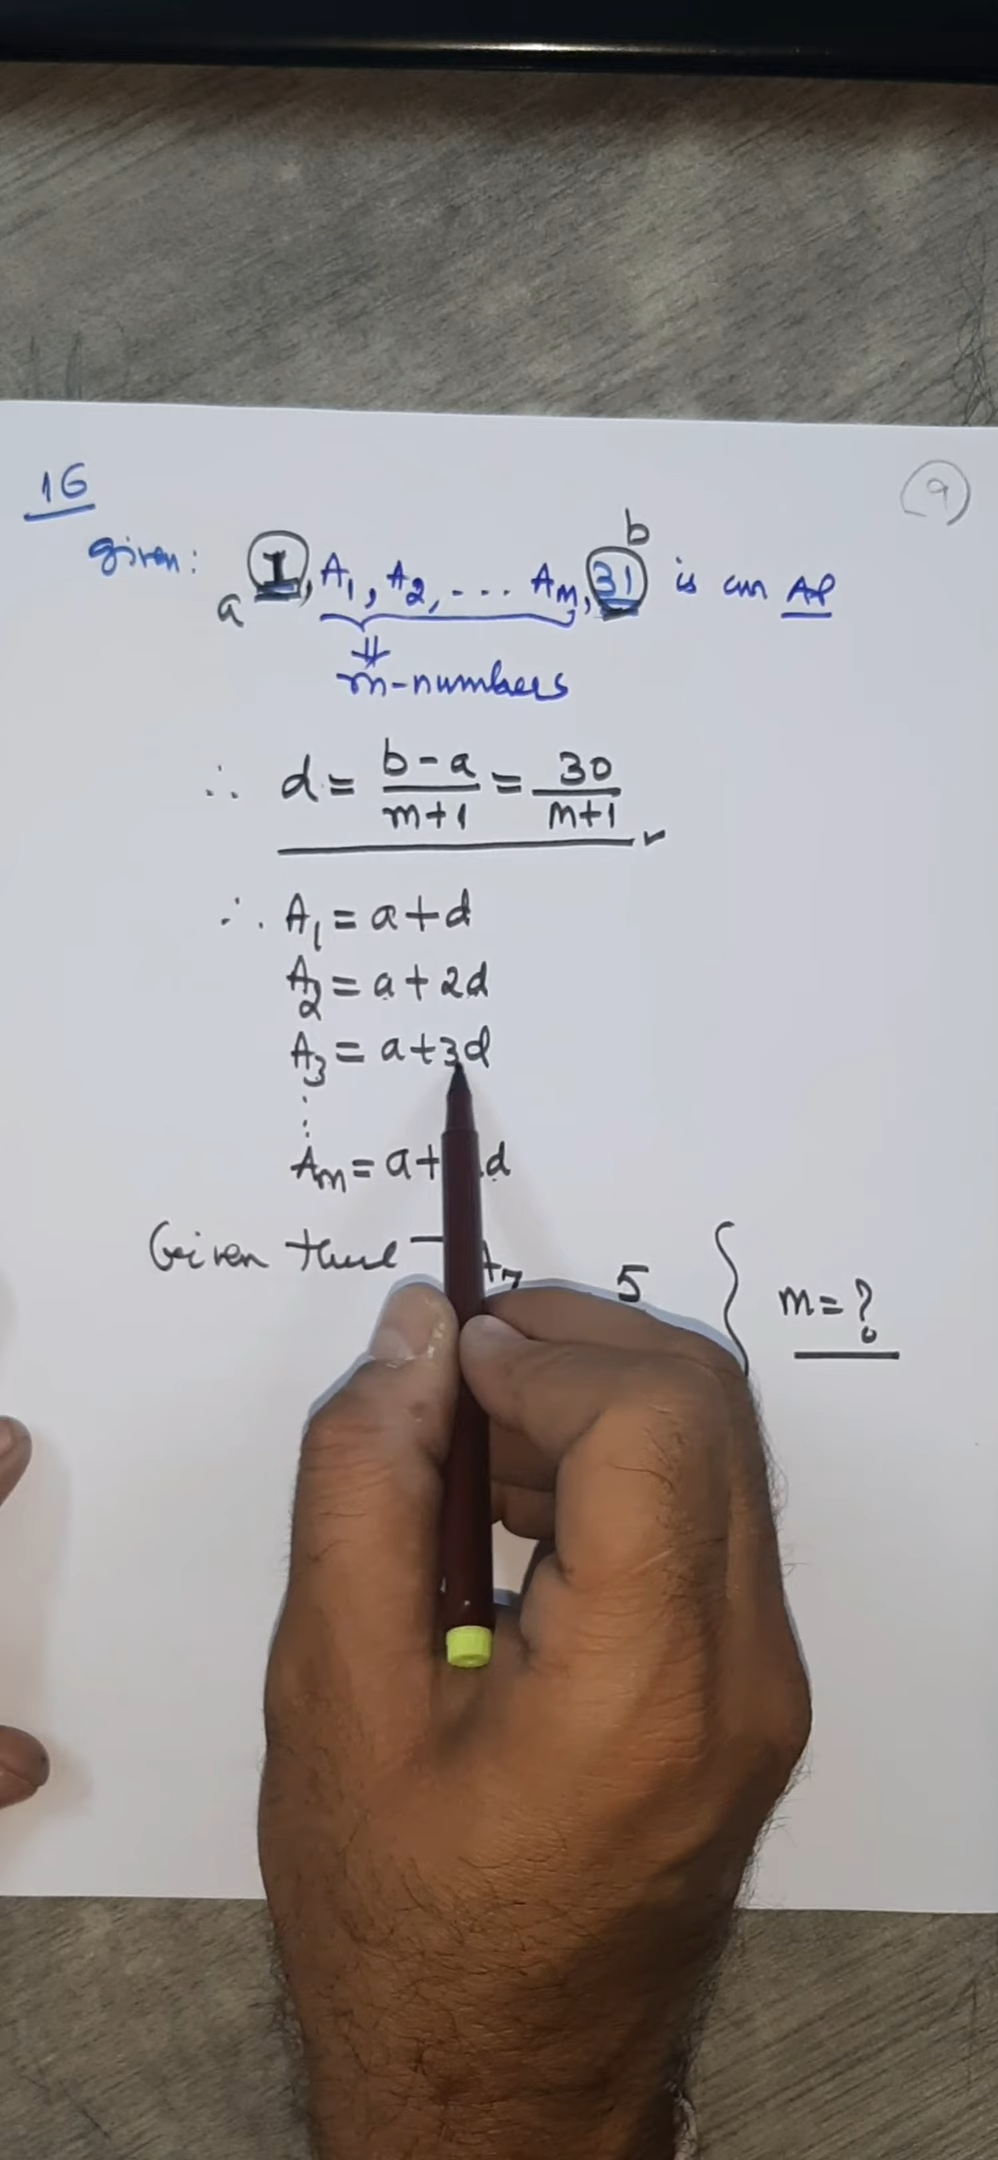 16
9
given: a 1, A₁, A₂, ... Aₘ, 31 b is an AP
m-numbers
∴ d = b-a/m+1 = 30/m+1 ✓
∴ A₁ = a+d
A₂ = a+2d
A₃ = a+3d
⋮
Aₘ = a+ d
Given that A₇ 5 { m=?